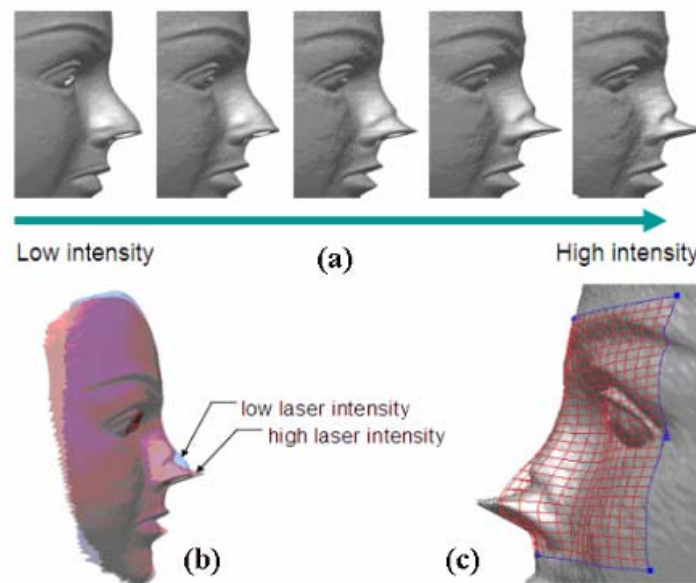 Low intensity
(a)
High intensity
low laser intensity
high laser intensity
(b)
(c)